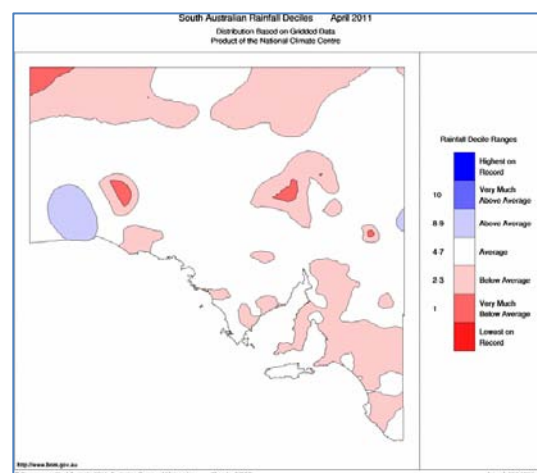 South Australian Rainfall Deciles April 2011
Distribution Based on Gridded Data
Product of the National Climate Centre
Rainfall Decile Ranges
Highest on
Record
10
Very Much
Above Average
8-9
Above Average
4-7
Average
2-3
Below Average
1
Very Much
Below Average
Lowest on
Record
http://www.bom.gov.au